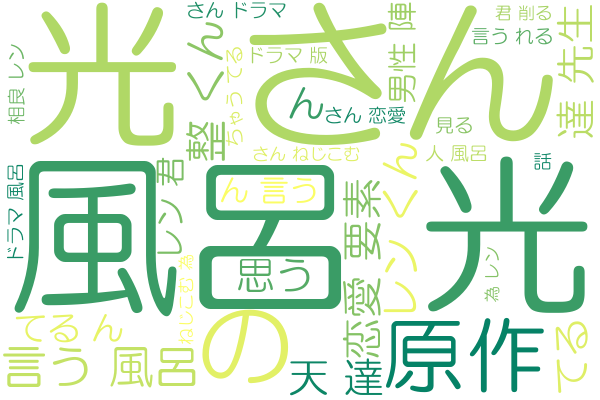 さん ドラマ
君 削る
光
さん
相良 レン
整 くん
ちゃう てる
ドラマ 版
ん
さん 恋愛
男性 陣
言う れる
達 先生
見る
さん ねじこむ
人 風呂
話
ドラマ 風呂
風呂
レン 君
ん 言う
思う
恋愛 要素
レン くん
光
為 レン
ねじこむ 為
てる ん
言う 風呂
の
天 達
原作
てる